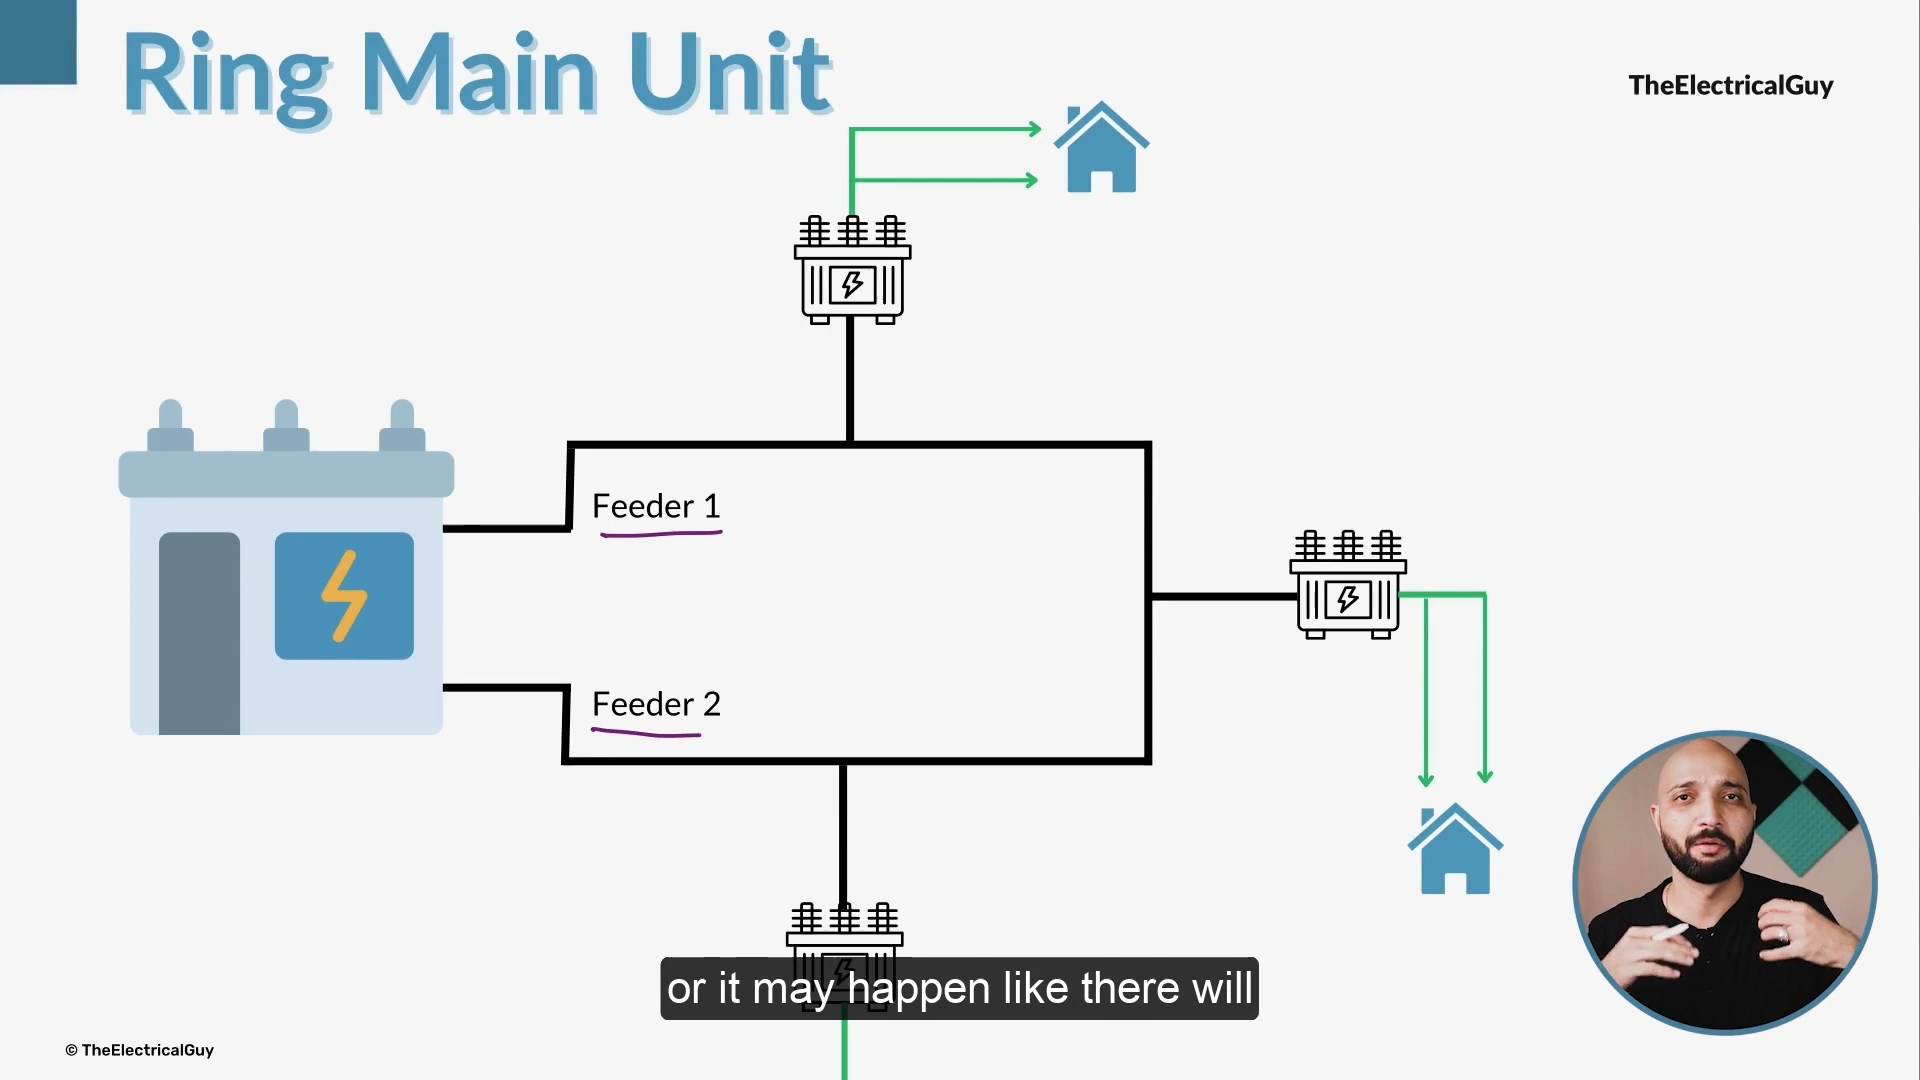 Ring Main Unit
TheElectricalGuy
Feeder 1
Feeder 2
or it may happen like there will
© TheElectricalGuy